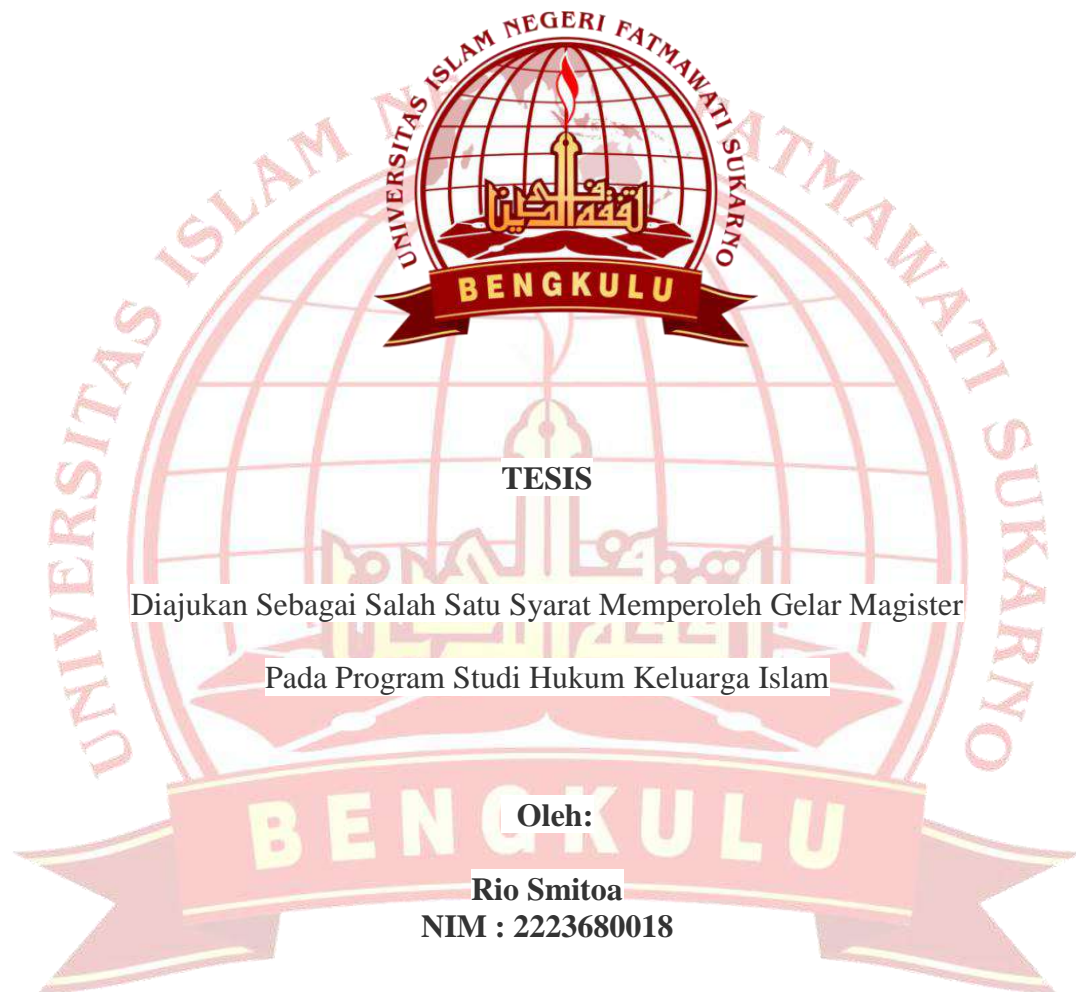 UNIVERSITAS ISLAM NEGERI FATMAWATI SUKARNO
BENGKULU
TESIS
Diajukan Sebagai Salah Satu Syarat Memperoleh Gelar Magister
Pada Program Studi Hukum Keluarga Islam
Oleh:
Rio Smitoa
NIM : 2223680018